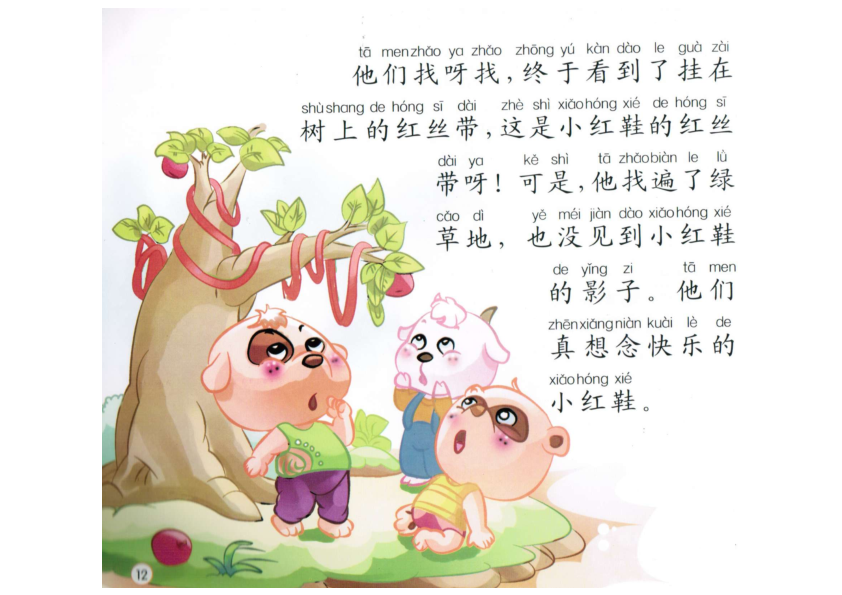 tā men zhǎo ya zhǎo zhōng yú kàn dào le guà zài
他们找呀找，终于看到了挂在
shù shang de hóng sī dài zhè shì xiǎo hóng xié de hóng sī
树上的红丝带，这是小红鞋的红丝
dài ya kě shì tā zhǎo biàn le lǜ
带呀！可是，他找遍了绿
cǎo dì yě méi jiàn dào xiǎo hóng xié
草地，也没见到小红鞋
de yǐng zi tā men
的影子。他们
zhēn xiǎng niàn kuài lè de
真想念快乐的
xiǎo hóng xié
小红鞋。
12